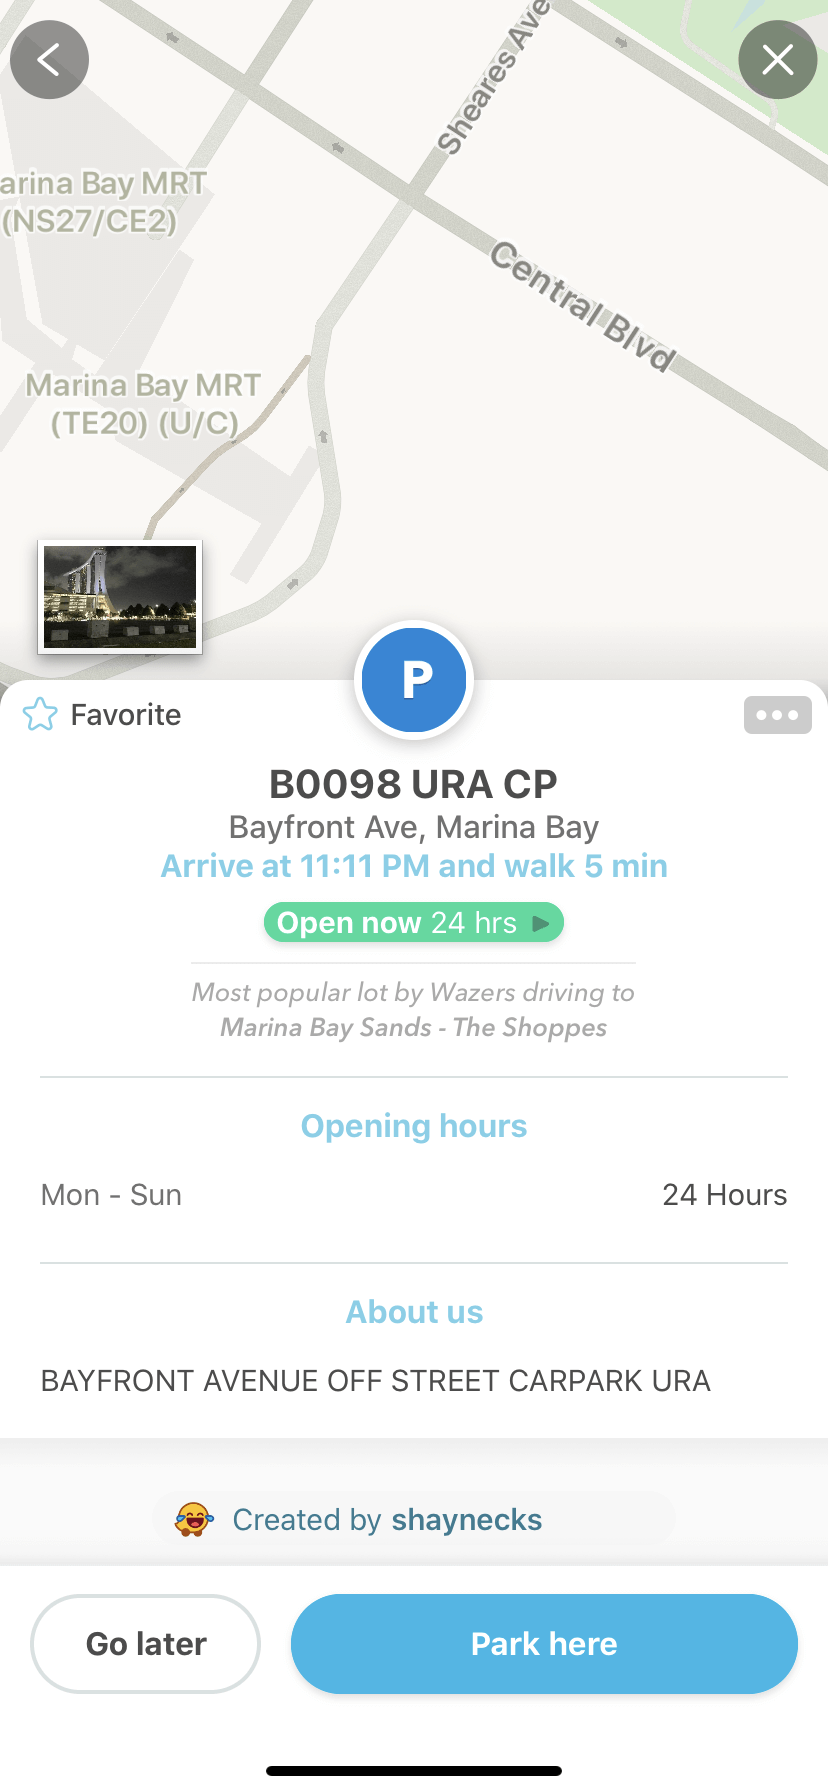 Sheares Ave
arina Bay MRT
(NS27/CE2)
Central Blvd
Marina Bay MRT
(TE20) (U/C)
P
Favorite
B0098 URA CP
Bayfront Ave, Marina Bay
Arrive at 11:11 PM and walk 5 min
Open now 24 hrs
Most popular lot by Wazers driving to
Marina Bay Sands - The Shoppes
Opening hours
Mon - Sun 24 Hours
About us
BAYFRONT AVENUE OFF STREET CARPARK URA
Created by shaynecks
Go later
Park here